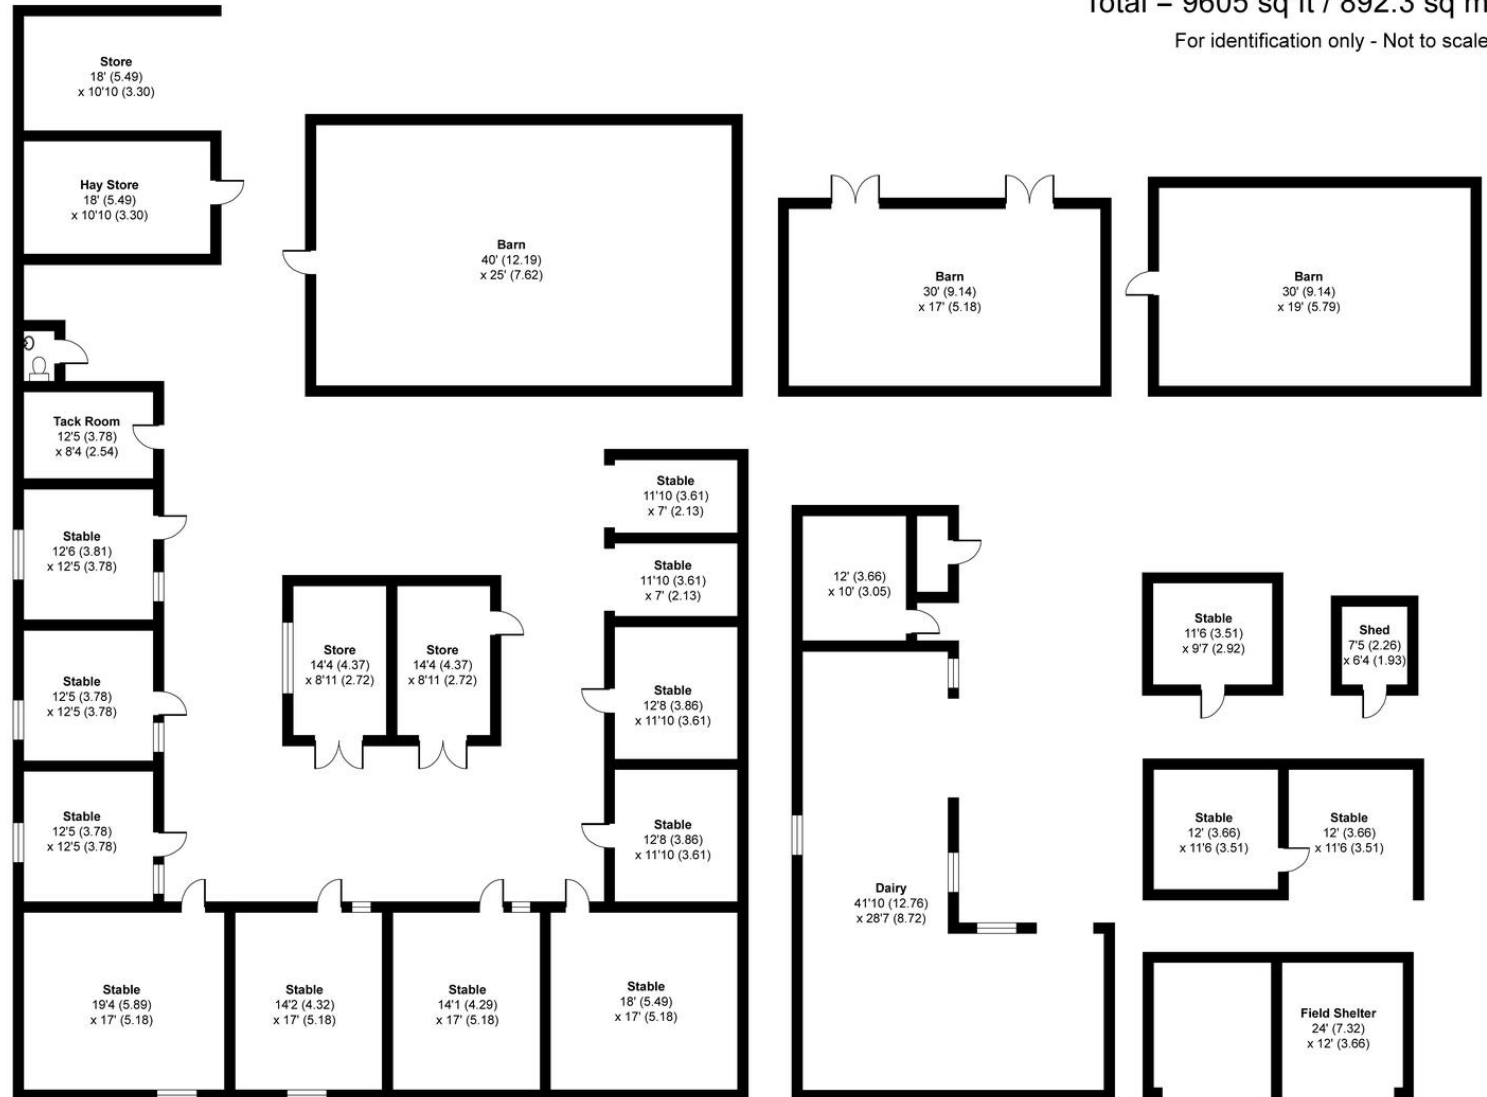 Total = 9605 sq ft / 892.3 sq m
For identification only - Not to scale
Store
18' (5.49)
x 10'10 (3.30)
Hay Store
18' (5.49)
x 10'10 (3.30)
Barn
40' (12.19)
x 25' (7.62)
Barn
30' (9.14)
x 17' (5.18)
Barn
30' (9.14)
x 19' (5.79)
Tack Room
12'5 (3.78)
x 8'4 (2.54)
Stable
12'6 (3.81)
x 12'5 (3.78)
Stable
12'5 (3.78)
x 12'5 (3.78)
Stable
12'5 (3.78)
x 12'5 (3.78)
Store
14'4 (4.37)
x 8'11 (2.72)
Store
14'4 (4.37)
x 8'11 (2.72)
Stable
11'10 (3.61)
x 7' (2.13)
Stable
11'10 (3.61)
x 7' (2.13)
Stable
12'8 (3.86)
x 11'10 (3.61)
Stable
12'8 (3.86)
x 11'10 (3.61)
Stable
19'4 (5.89)
x 17' (5.18)
Stable
14'2 (4.32)
x 17' (5.18)
Stable
14'1 (4.29)
x 17' (5.18)
Stable
18' (5.49)
x 17' (5.18)
12' (3.66)
x 10' (3.05)
Dairy
41'10 (12.76)
x 28'7 (8.72)
Stable
11'6 (3.51)
x 9'7 (2.92)
Shed
7'5 (2.26)
x 6'4 (1.93)
Stable
12' (3.66)
x 11'6 (3.51)
Stable
12' (3.66)
x 11'6 (3.51)
Field Shelter
24' (7.32)
x 12' (3.66)